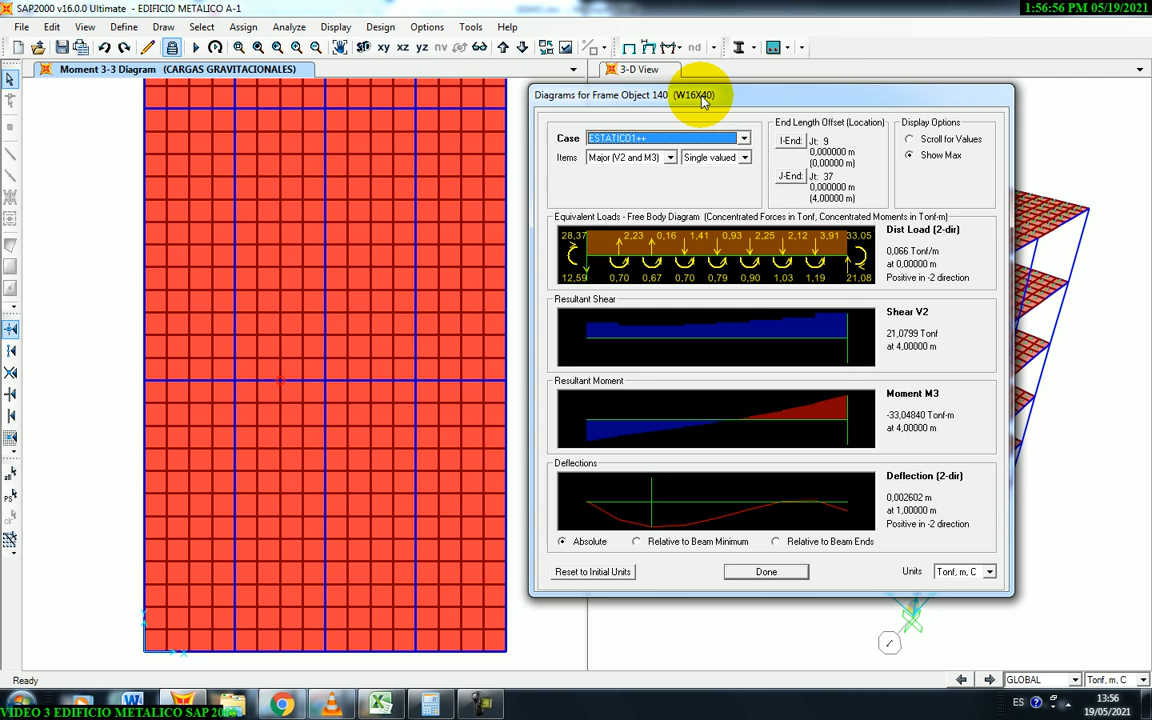 SAP2000 v16.0.0 Ultimate - EDIFICIO METALICO A-1
1:56:56 PM 05/19/2021
File Edit View Define Draw Select Assign Analyze Display Design Options Tools Help
xy xz yz nv nd
Moment 3-3 Diagram (CARGAS GRAVITACIONALES)
3-D View
Diagrams for Frame Object 140 (W16X40)
Case ESTATICO1++
Items Major (V2 and M3) Single valued
End Length Offset (Location)
I-End: Jt: 9
0,000000 m
(0,00000 m)
J-End: Jt: 37
0,000000 m
(4,00000 m)
Display Options
Scroll for Values
Show Max
Equivalent Loads - Free Body Diagram (Concentrated Forces in Tonf, Concentrated Moments in Tonf-m)
28,37 2,23 0,16 1,41 0,93 2,25 2,12 3,91 33,05
12,59 0,70 0,67 0,70 0,79 0,90 1,03 1,19 21,08
Dist Load (2-dir)
0,066 Tonf/m
at 0,00000 m
Positive in -2 direction
Resultant Shear
Shear V2
21,0799 Tonf
at 4,00000 m
Resultant Moment
Moment M3
-33,04840 Tonf-m
at 4,00000 m
Deflections
Deflection (2-dir)
0,002602 m
at 1,00000 m
Positive in -2 direction
Absolute Relative to Beam Minimum Relative to Beam Ends
Reset to Initial Units Done Units Tonf, m, C
Ready
GLOBAL Tonf, m, C
ES 13:56
19/05/2021